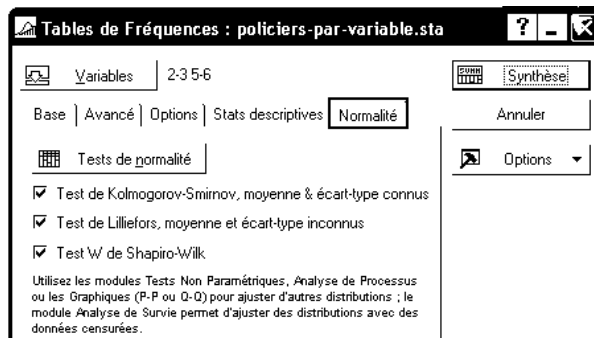 Tables de Fréquences : policiers-par-variable.sta
Variables 2-3 5-6
SUMM Synthèse
Base Avancé Options Stats descriptives Normalité
Annuler
Tests de normalité
Options
Test de Kolmogorov-Smirnov, moyenne & écart-type connus
Test de Lilliefors, moyenne et écart-type inconnus
Test W de Shapiro-Wilk
Utilisez les modules Tests Non Paramétriques, Analyse de Processus
ou les Graphiques (P-P ou Q-Q) pour ajuster d'autres distributions ; le
module Analyse de Survie permet d'ajuster des distributions avec des
données censurées.